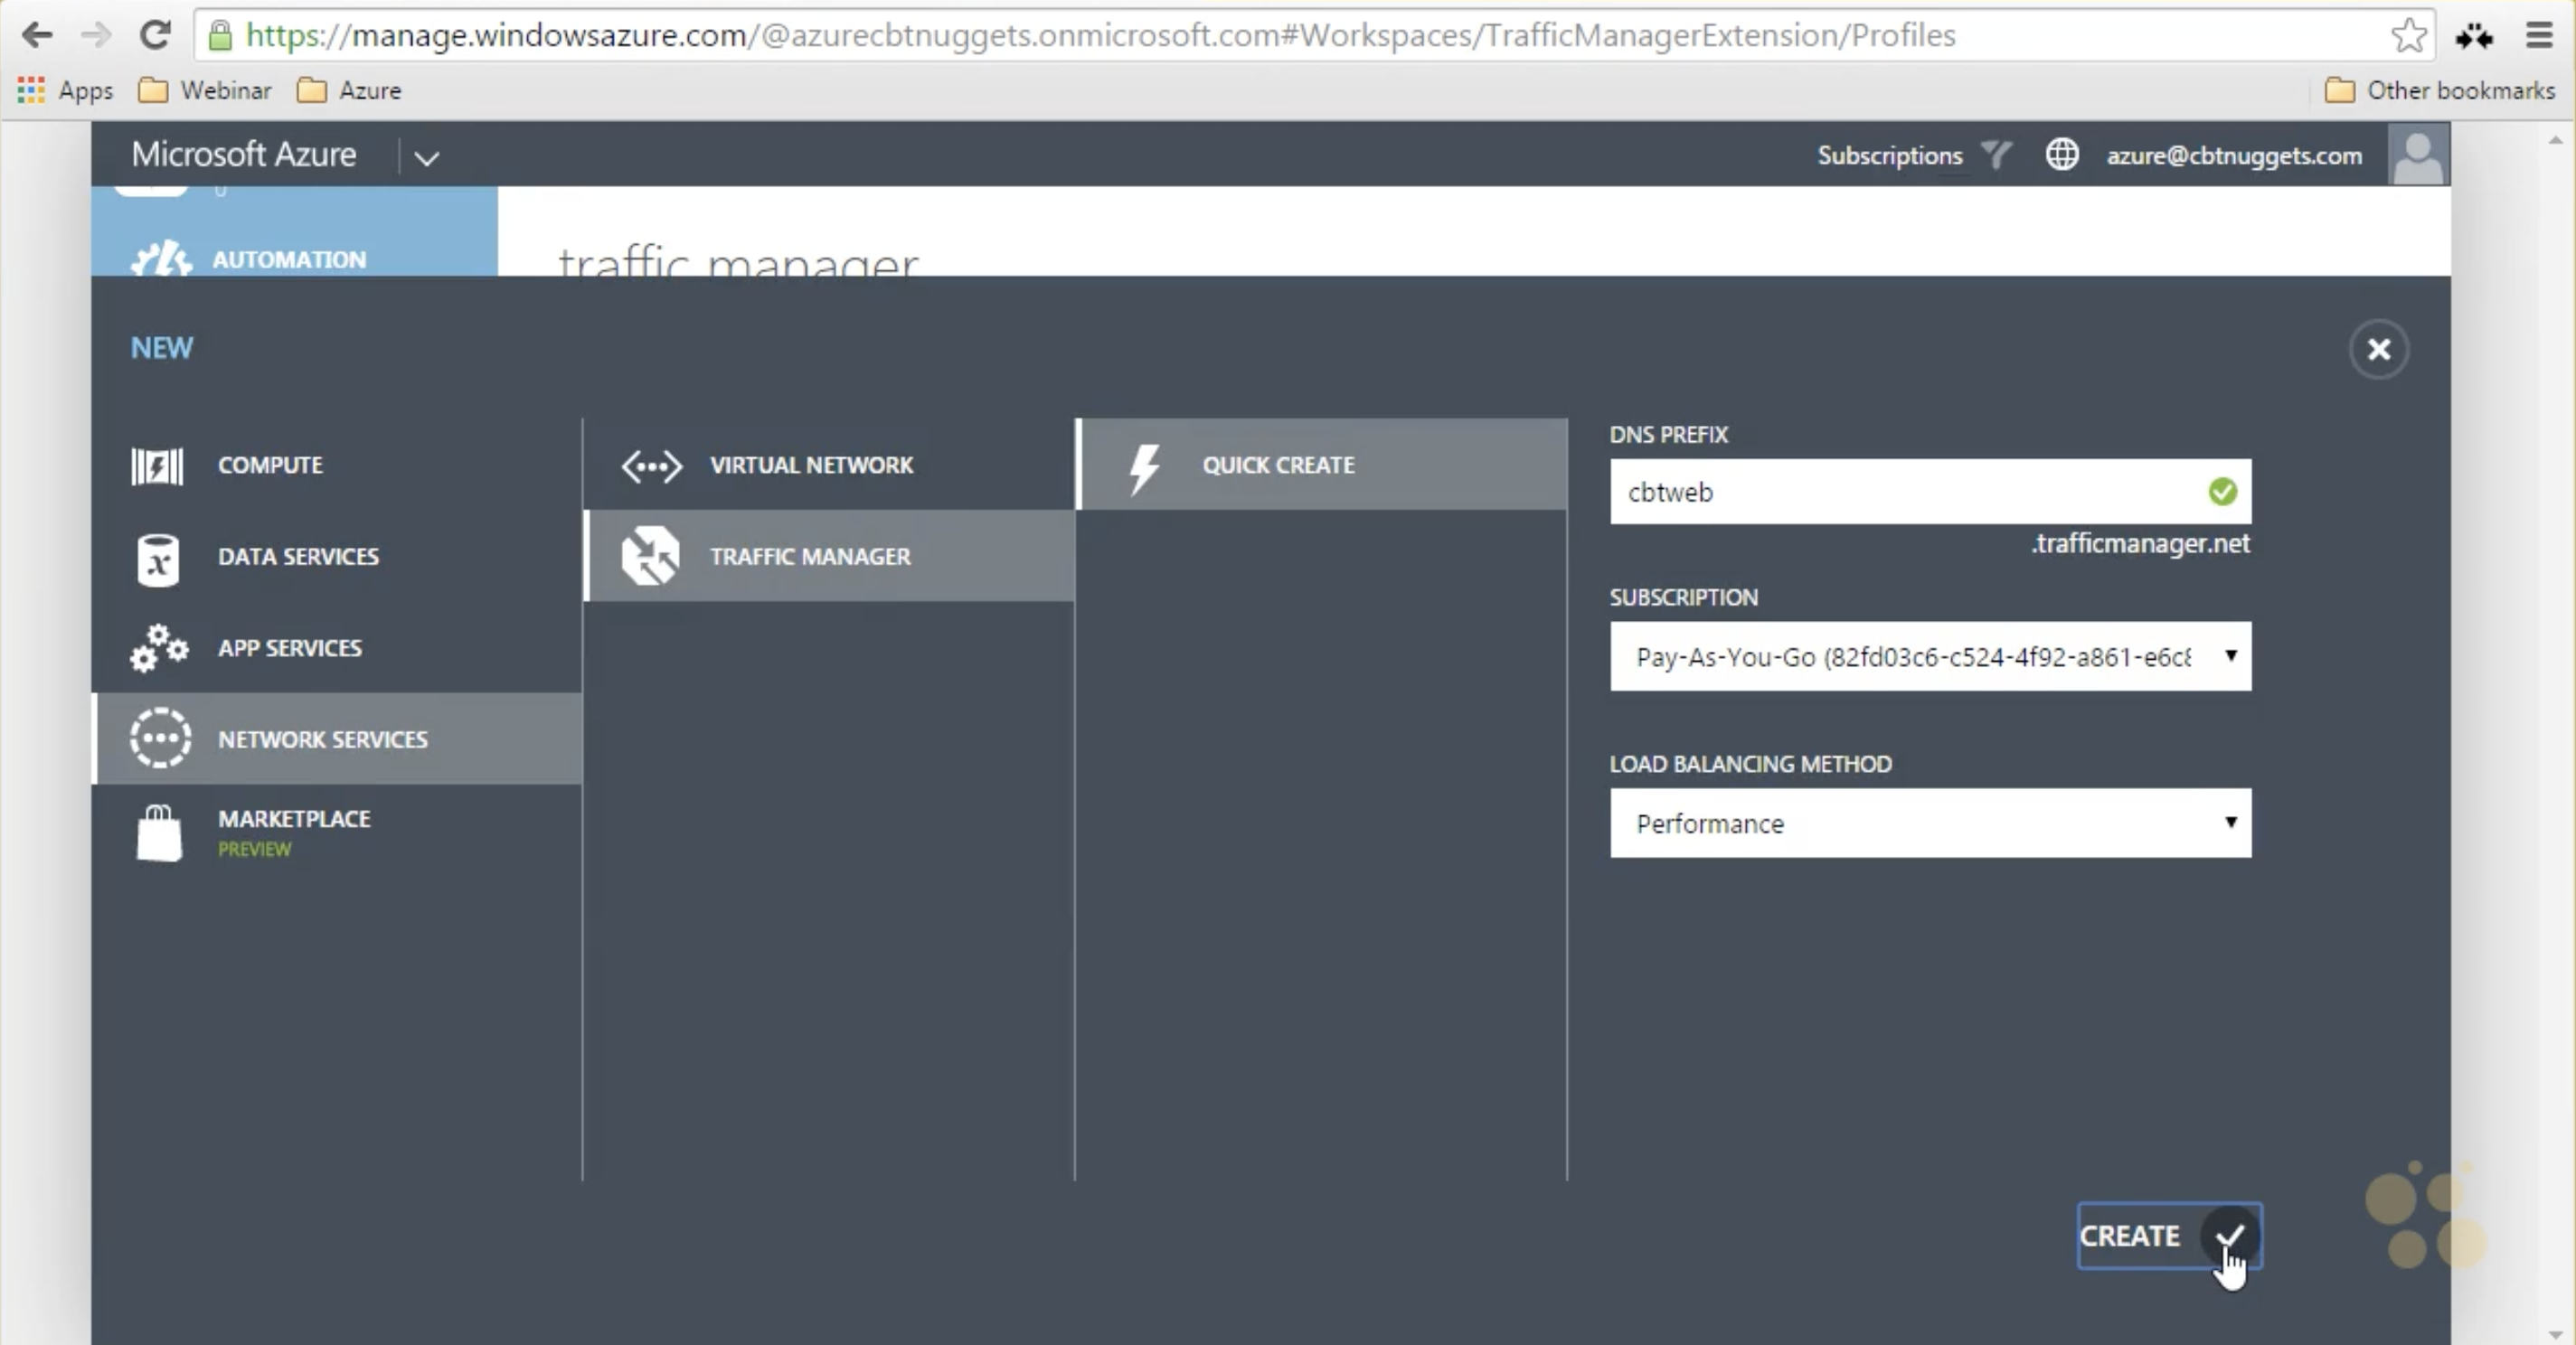 https://manage.windowsazure.com/@azurecbtnuggets.onmicrosoft.com#Workspaces/TrafficManagerExtension/Profiles
Apps Webinar Azure Other bookmarks
Microsoft Azure Subscriptions azure@cbtnuggets.com
AUTOMATION
traffic manager
NEW
COMPUTE
DATA SERVICES
APP SERVICES
NETWORK SERVICES
MARKETPLACE
PREVIEW
VIRTUAL NETWORK
TRAFFIC MANAGER
QUICK CREATE
DNS PREFIX
cbtweb
.trafficmanager.net
SUBSCRIPTION
Pay-As-You-Go (82fd03c6-c524-4f92-a861-e6c8
LOAD BALANCING METHOD
Performance
CREATE